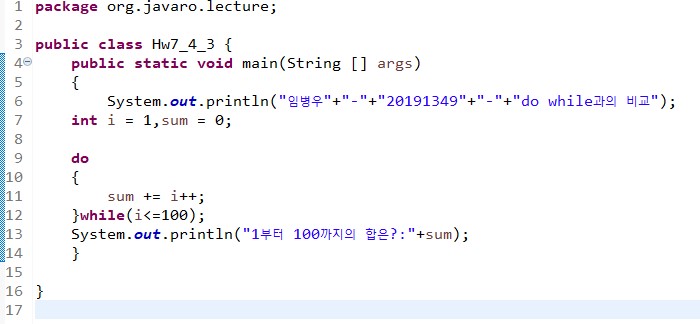 1 package org.javaro.lecture;
2
3 public class Hw7_4_3 {
4 public static void main(String [] args)
5 {
6 System.out.println("임병우"+"-"+"20191349"+"-"+"do while과의 비교");
7 int i = 1,sum = 0;
8
9 do
10 {
11 sum += i++;
12 }while(i<=100);
13 System.out.println("1부터 100까지의 합은?:"+sum);
14 }
15
16 }
17